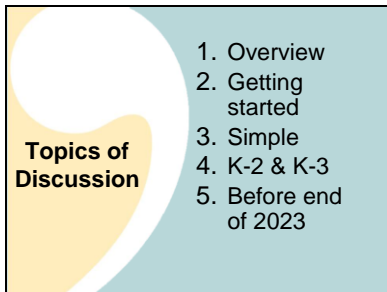 Topics of
Discussion
1. Overview
2. Getting
started
3. Simple
4. K-2 & K-3
5. Before end
of 2023